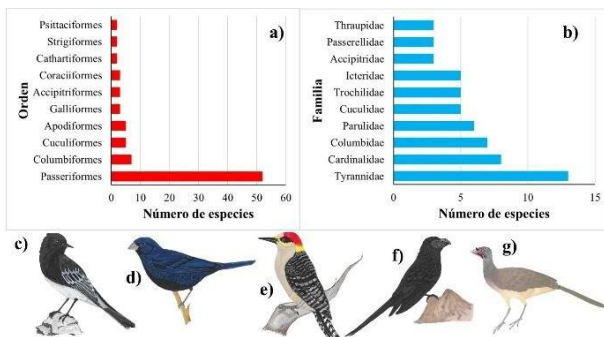 a)
Orden
Psittaciformes
Strigiformes
Cathartiformes
Coraciiformes
Accipitriformes
Galliformes
Apodiformes
Cuculiformes
Columbiformes
Passeriformes
0 10 20 30 40 50 60
Número de especies
b)
Familia
Thraupidae
Passerellidae
Accipitridae
Icteridae
Trochilidae
Cuculidae
Parulidae
Columbidae
Cardinalidae
Tyrannidae
0 5 10 15
Número de especies
c)
d)
e)
f)
g)